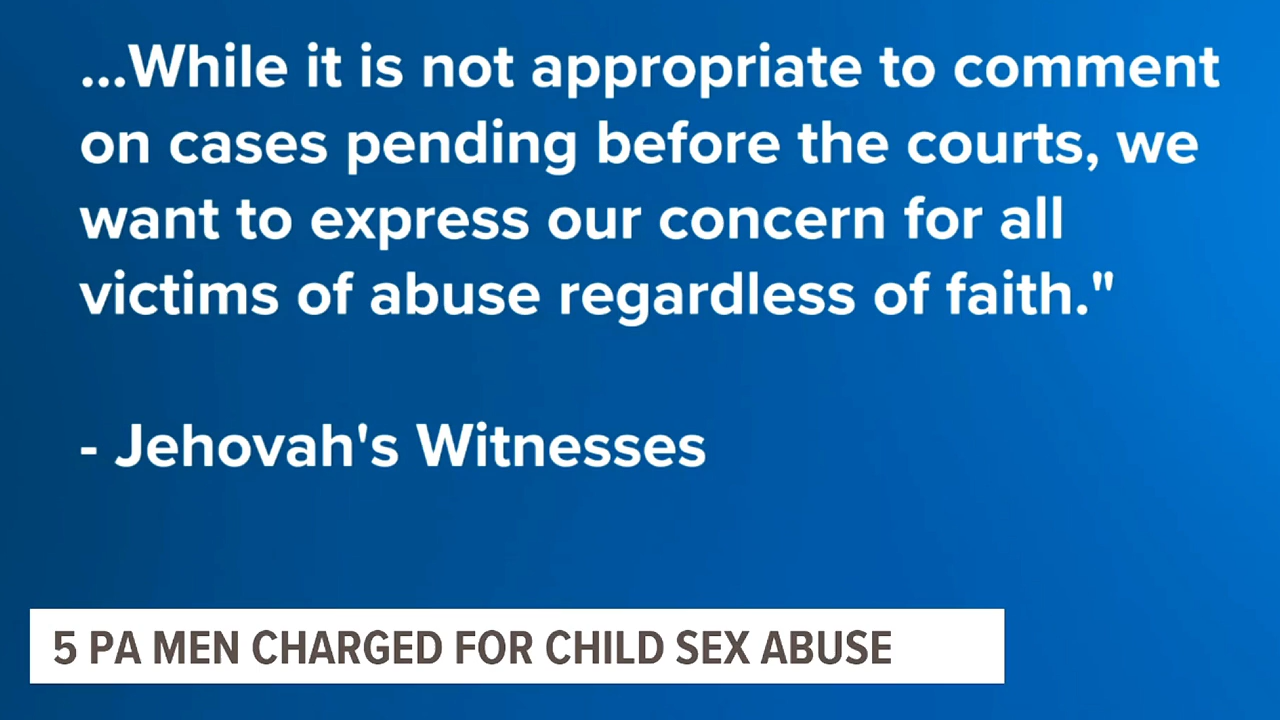 ...While it is not appropriate to comment
on cases pending before the courts, we
want to express our concern for all
victims of abuse regardless of faith."
- Jehovah's Witnesses
5 PA MEN CHARGED FOR CHILD SEX ABUSE